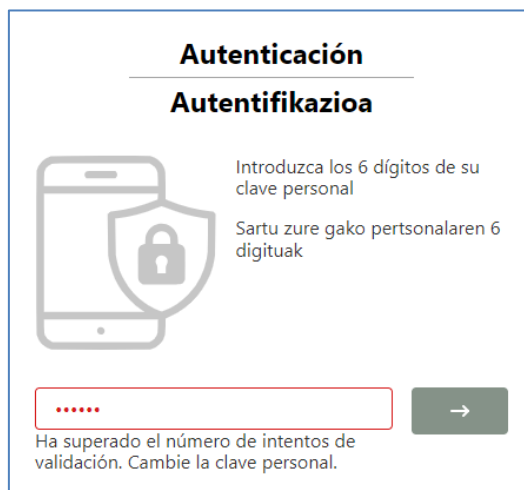 Autenticación
Autentifikazioa
Introduzca los 6 dígitos de su
clave personal
Sartu zure gako pertsonalaren 6
digituak
••••••
→
Ha superado el número de intentos de
validación. Cambie la clave personal.